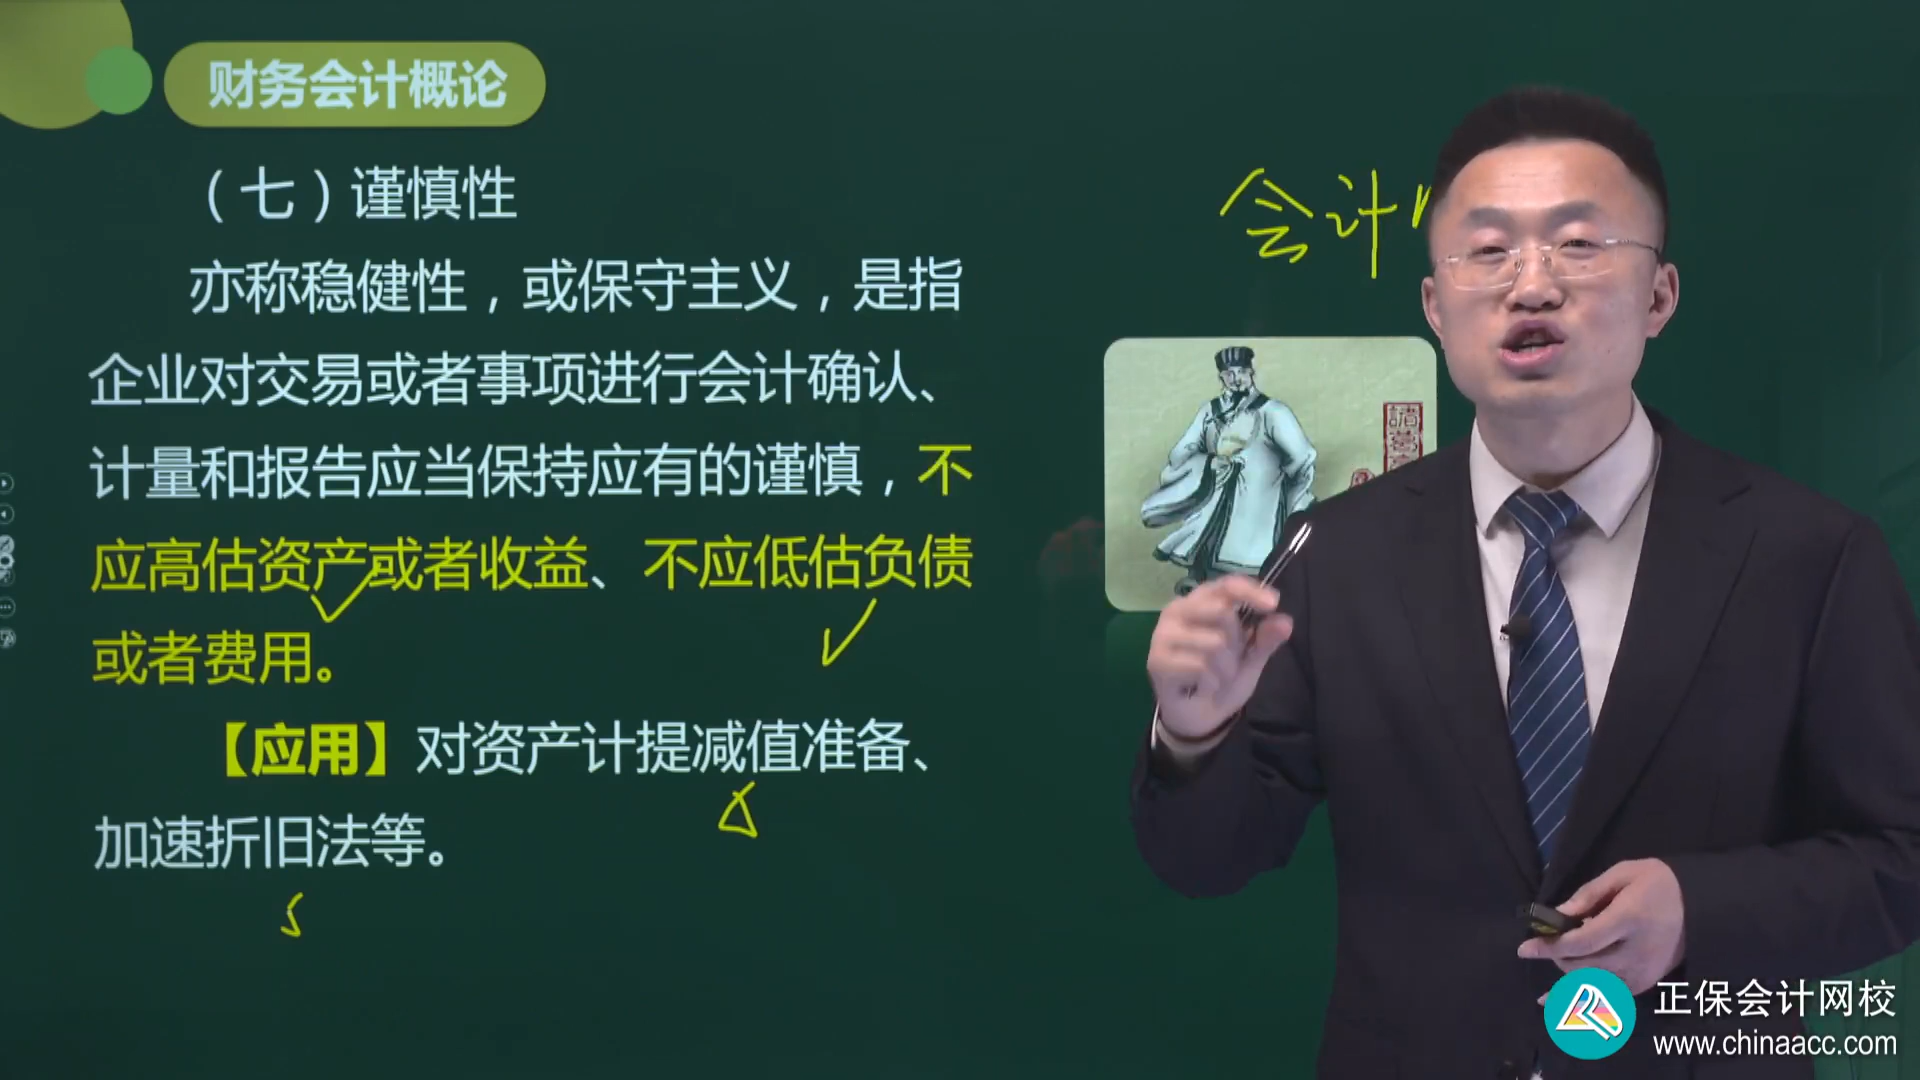 财务会计概论
（七）谨慎性
亦称稳健性，或保守主义，是指
企业对交易或者事项进行会计确认、
计量和报告应当保持应有的谨慎，不
应高估资产或者收益、不应低估负债
或者费用。
【应用】对资产计提减值准备、
加速折旧法等。
会计
諸葛
正保会计网校
www.chinaacc.com